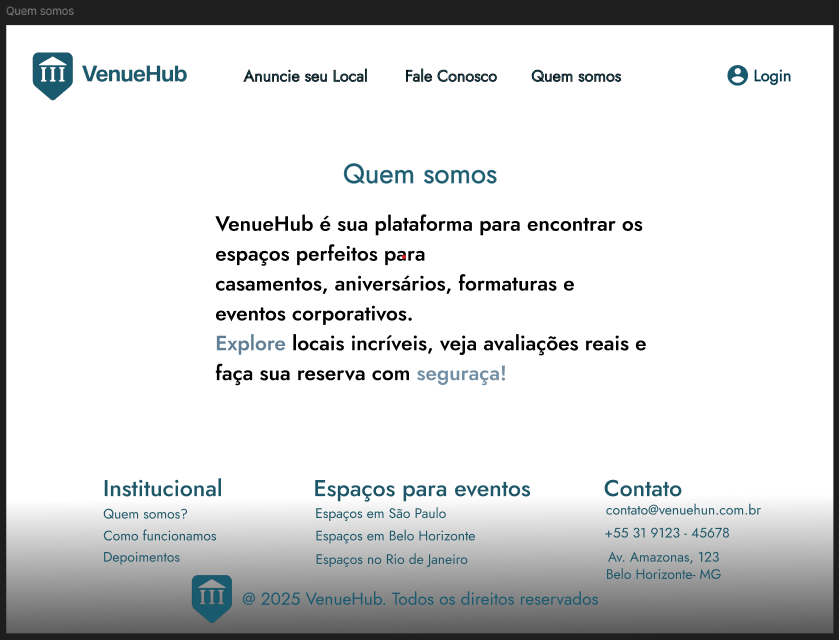 Quem somos
VenueHub
Anuncie seu Local
Fale Conosco
Quem somos
Login
Quem somos
VenueHub é sua plataforma para encontrar os
espaços perfeitos para
casamentos, aniversários, formaturas e
eventos corporativos.
Explore locais incríveis, veja avaliações reais e
faça sua reserva com seguraça!
Institucional
Quem somos?
Como funcionamos
Depoimentos
Espaços para eventos
Espaços em São Paulo
Espaços em Belo Horizonte
Espaços no Rio de Janeiro
Contato
contato@venuehun.com.br
+55 31 9123 - 45678
Av. Amazonas, 123
Belo Horizonte- MG
@ 2025 VenueHub. Todos os direitos reservados